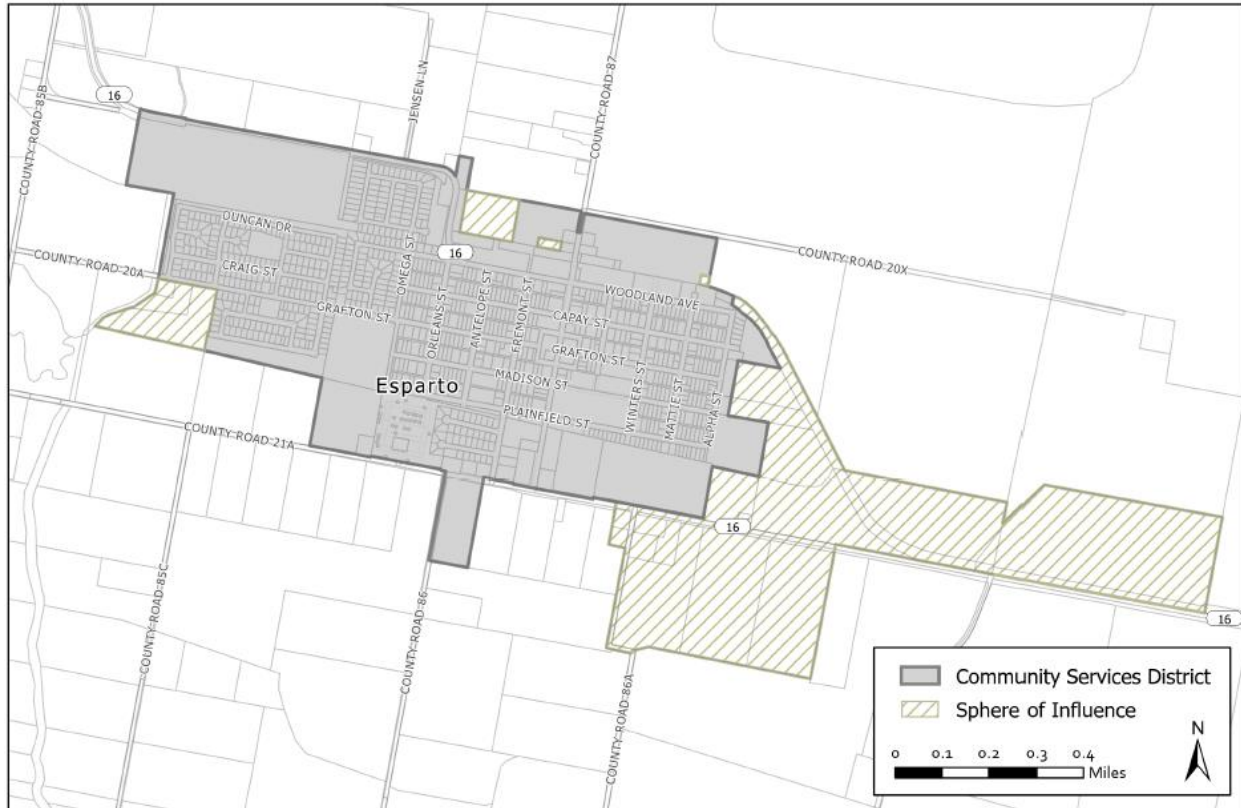 16
COUNTY ROAD 85B
JENSEN LN
COUNTY ROAD 87
DUNCAN DR
16
COUNTY ROAD 20X
COUNTY ROAD 20A
CRAIG ST
OMEGA ST
WOODLAND AVE
GRAFTON ST
ORLEANS ST
ANTELOPE ST
FREMONT ST
CAPAY ST
GRAFTON ST
MADISON ST
Esparto
WINTERS ST
MATTIE ST
ALPHA ST
PLAINFIELD ST
COUNTY ROAD 21A
16
COUNTY ROAD 85C
COUNTY ROAD 86
COUNTY ROAD 86A
16
Community Services District
Sphere of Influence
N
0 0.1 0.2 0.3 0.4
Miles